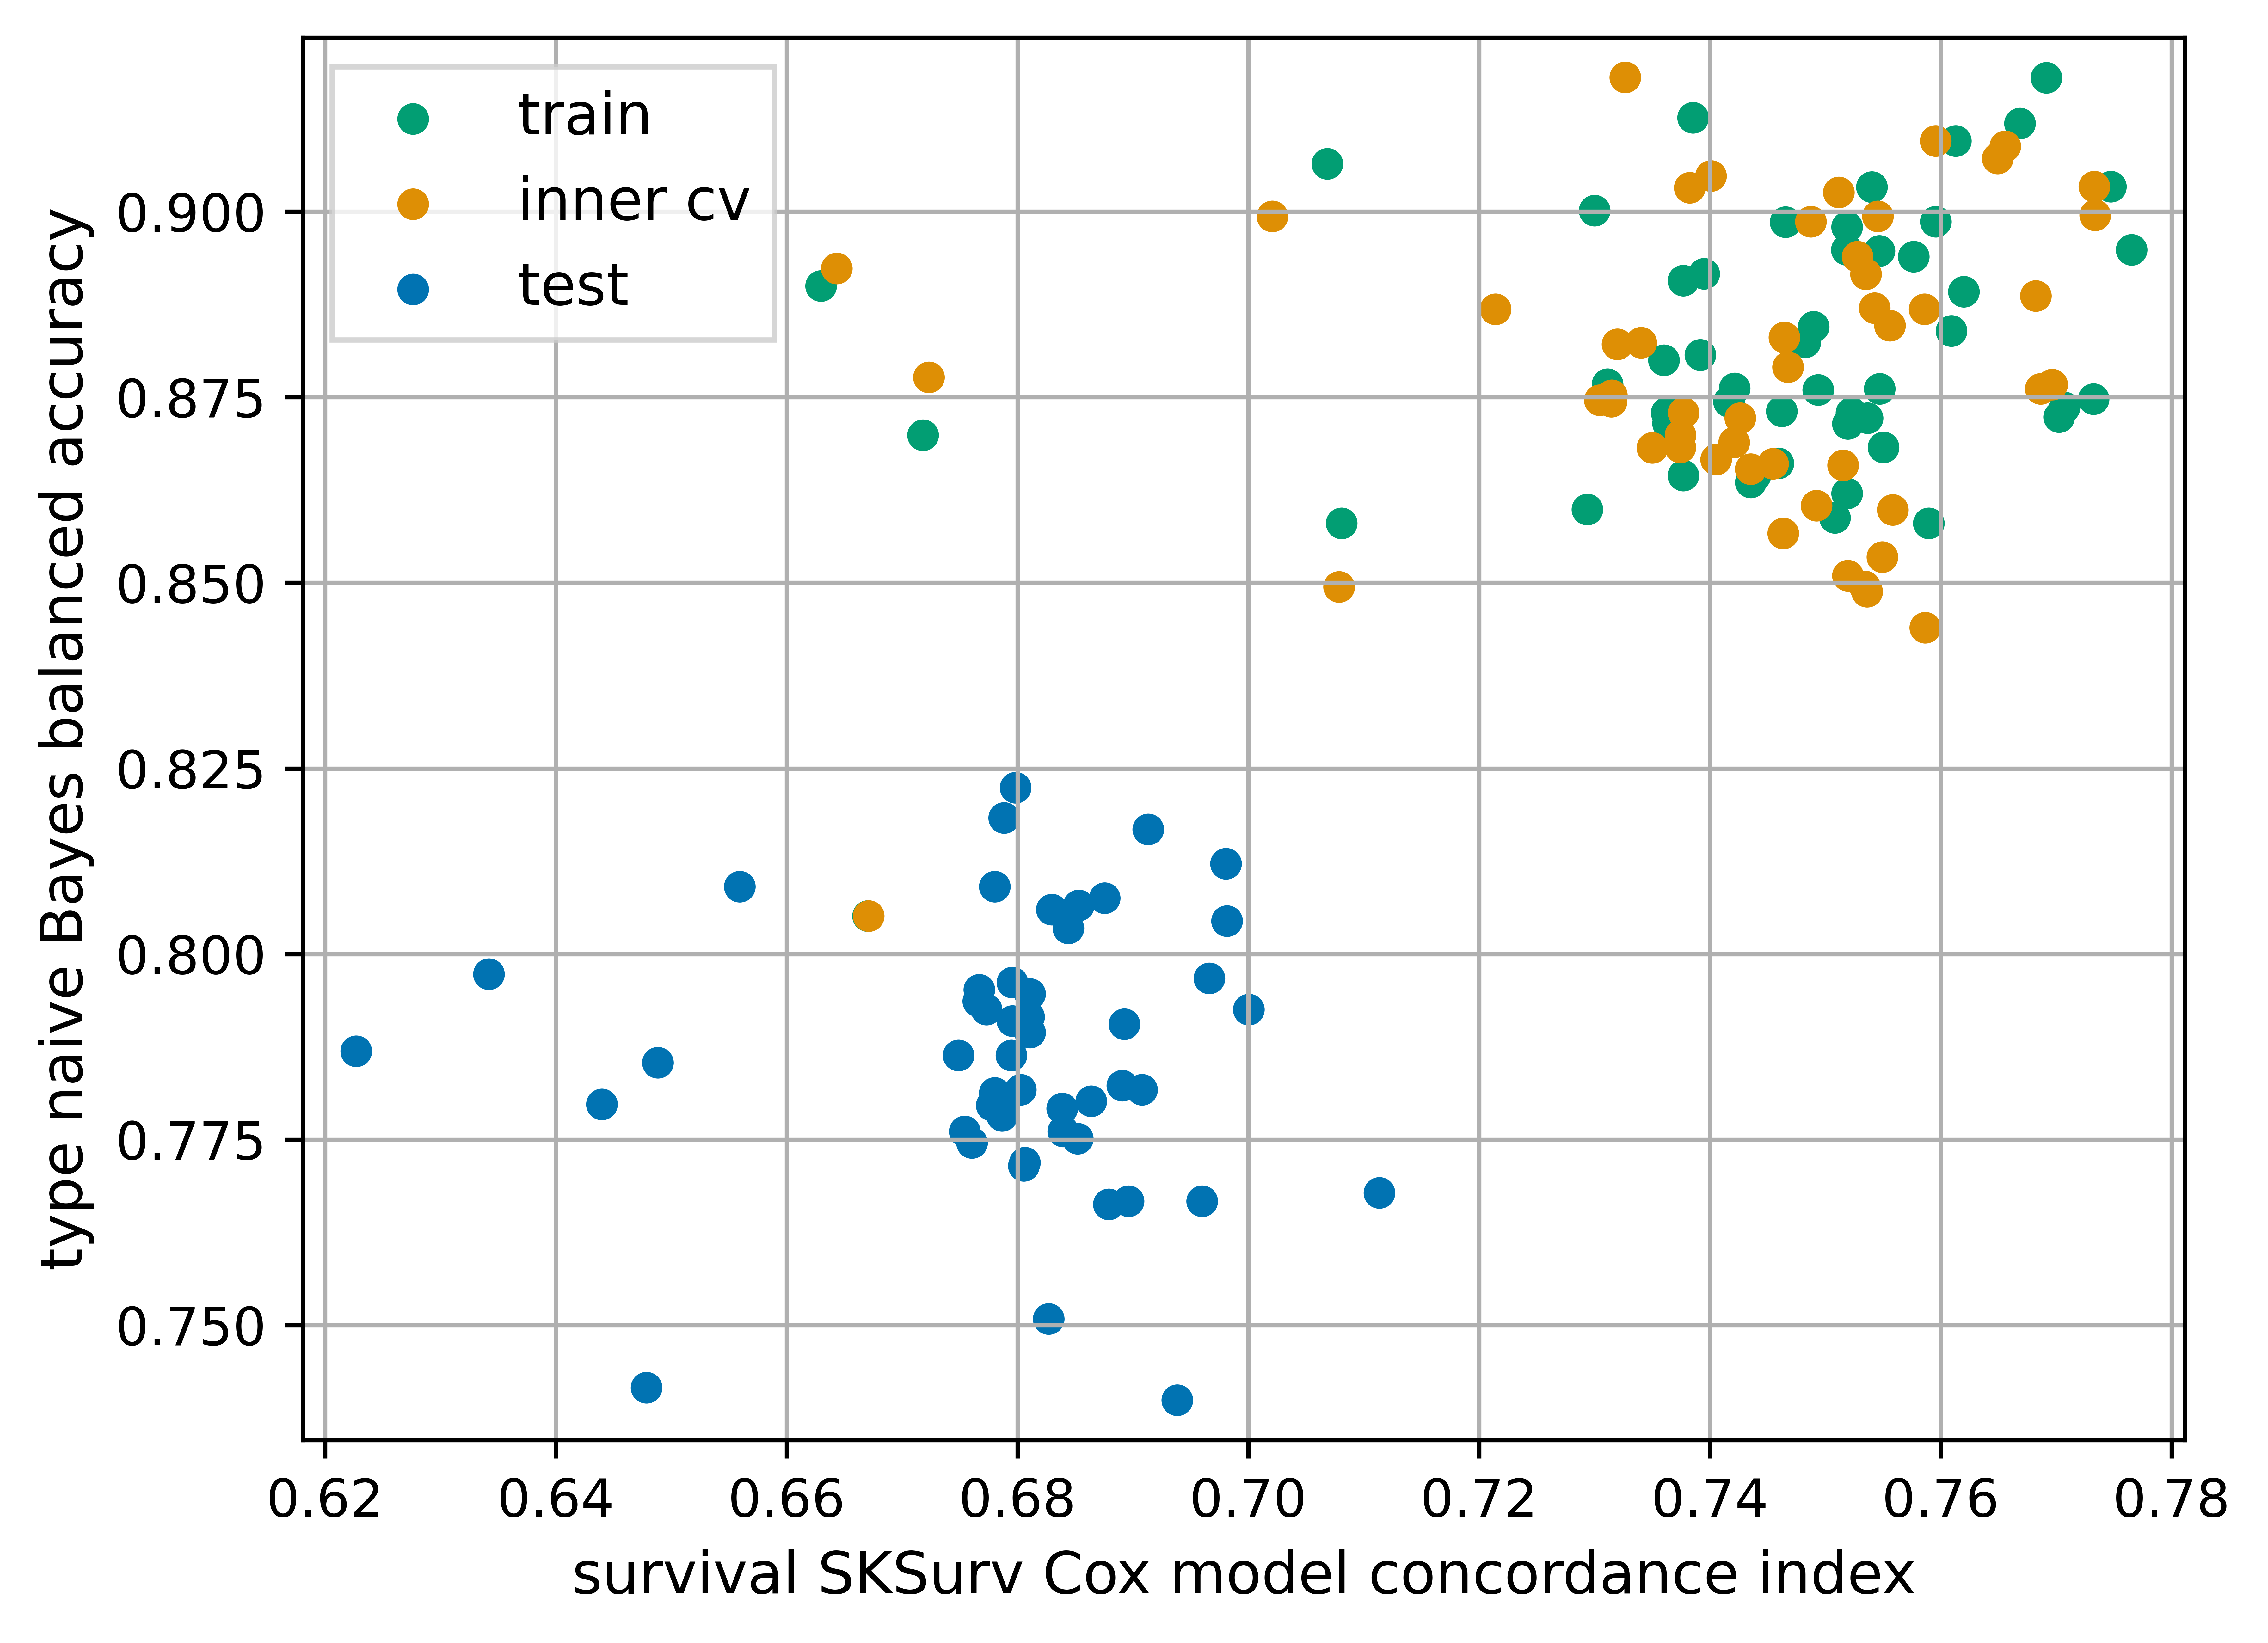 train
inner cv
test
type naive Bayes balanced accuracy
0.900
0.875
0.850
0.825
0.800
0.775
0.750
0.62 0.64 0.66 0.68 0.70 0.72 0.74 0.76 0.78
survival SKSurv Cox model concordance index